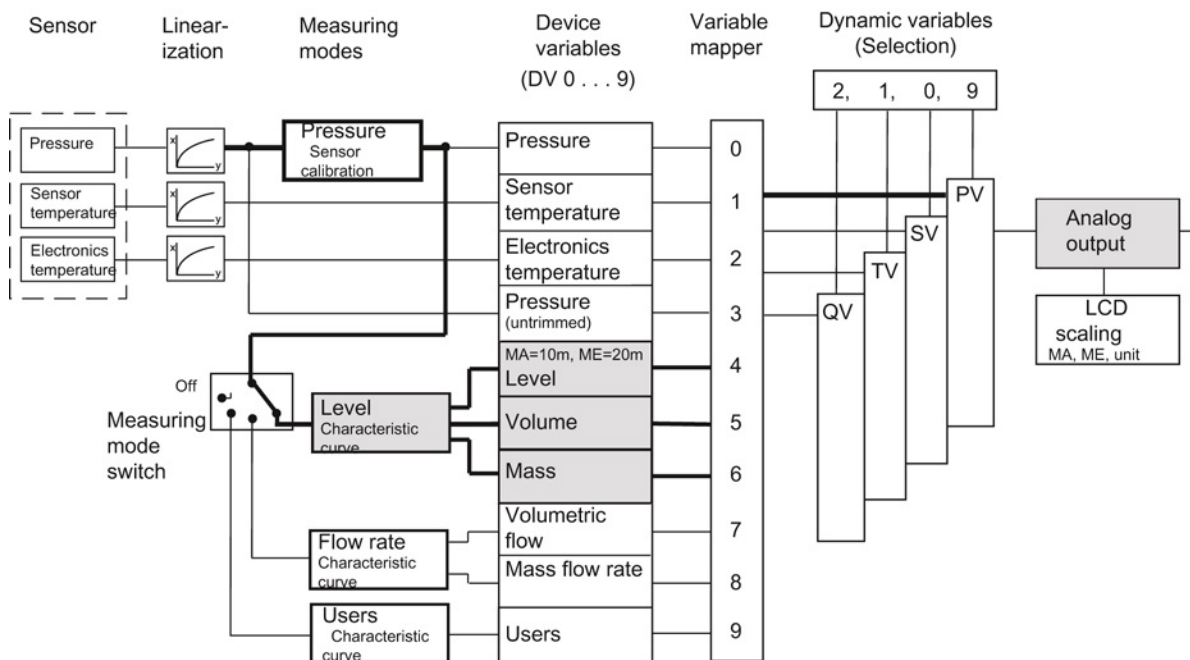 Sensor
Linear-
ization
Measuring
modes
Device
variables
(DV 0 . . . 9)
Variable
mapper
Dynamic variables
(Selection)
2, 1, 0, 9
Pressure
x
y
Pressure
Sensor
calibration
Pressure
0
Sensor
temperature
x
y
Sensor
temperature
1
Electronics
temperature
x
y
Electronics
temperature
2
Pressure
(untrimmed)
3
PV
SV
TV
QV
Analog
output
LCD
scaling
MA, ME, unit
Off
Measuring
mode
switch
Level
Characteristic
curve
MA=10m, ME=20m
Level
4
Volume
5
Mass
6
Flow rate
Characteristic
curve
Volumetric
flow
7
Mass flow rate
8
Users
Characteristic
curve
Users
9